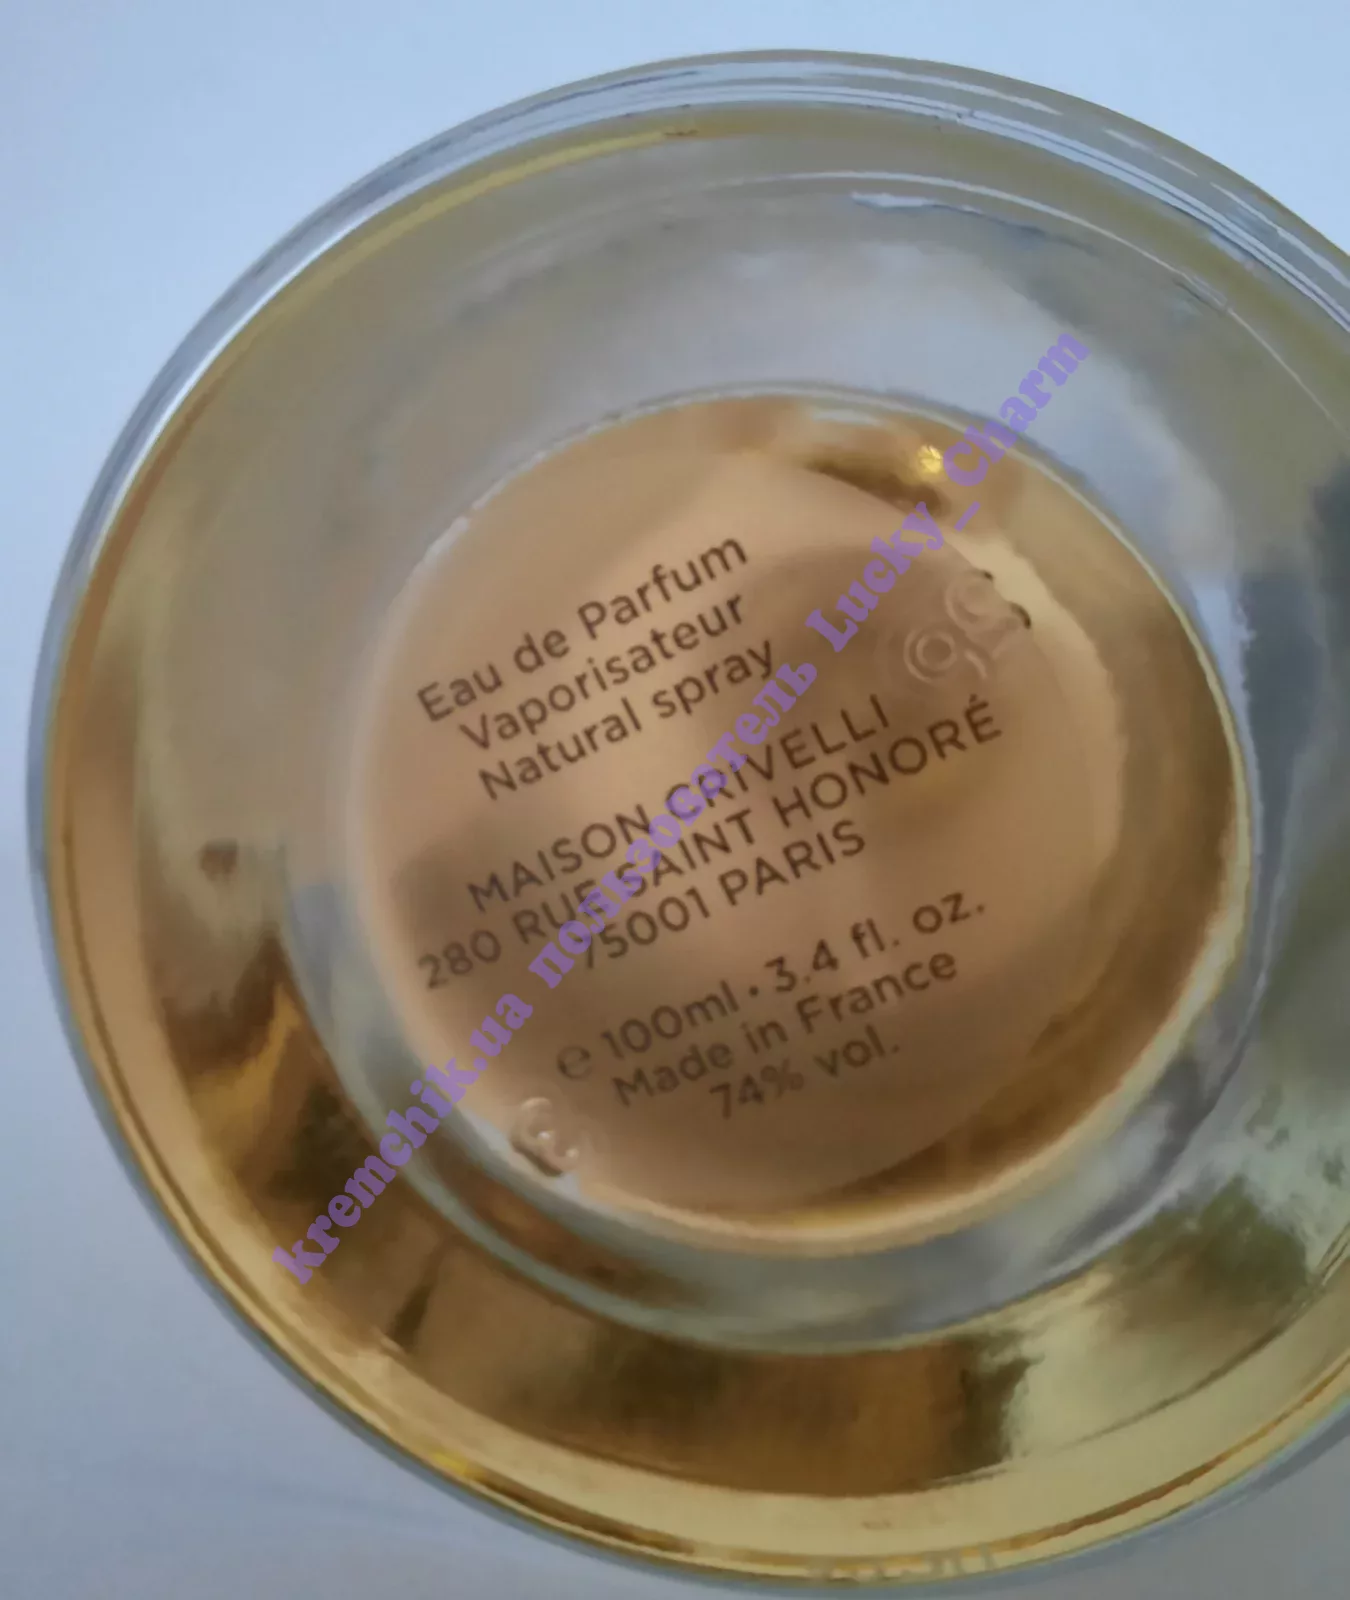 Eau de Parfum
Vaporisateur
Natural spray
MAISON CRIVELLI
280 RUE SAINT HONORÉ
75001 PARIS
℮ 100ml • 3.4 fl. oz.
Made in France
74% vol.
kremchik.ua пользователь Lucky_Charm